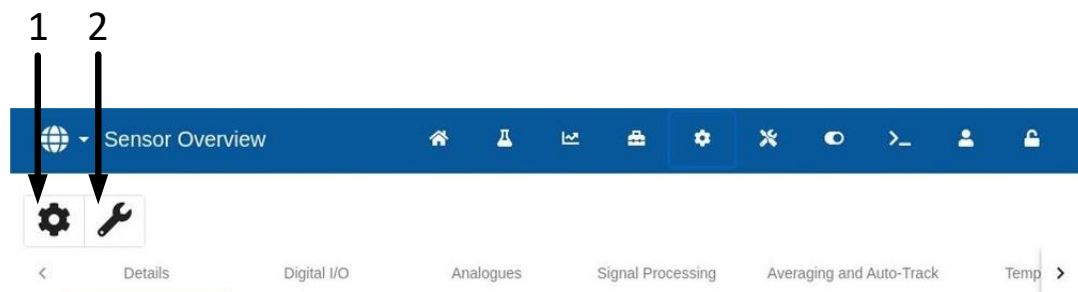 1 2
Sensor Overview
Details Digital I/O Analogues Signal Processing Averaging and Auto-Track Temp